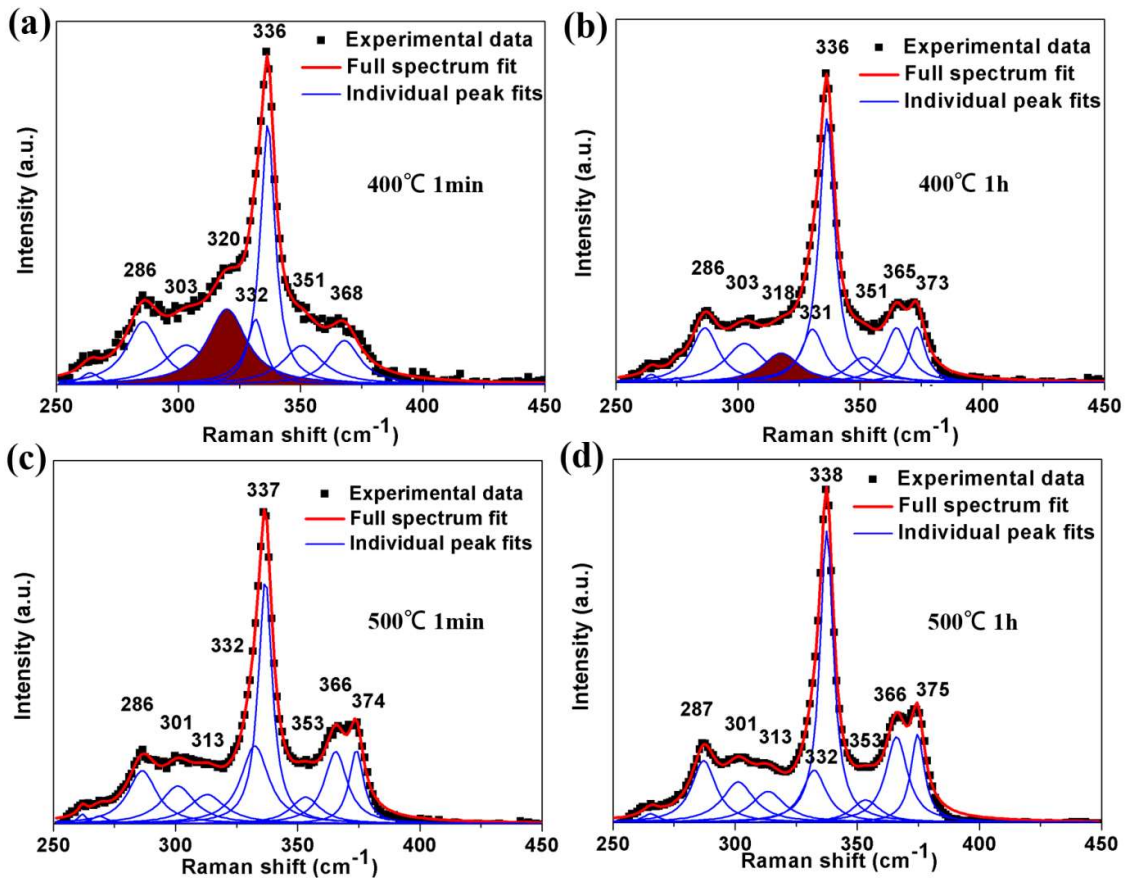 (a)
336
Experimental data
Full spectrum fit
Individual peak fits
400℃ 1min
320
286
303
332
351
368
Intensity (a.u.)
250
300
350
400
450
Raman shift (cm-1)
(b)
336
Experimental data
Full spectrum fit
Individual peak fits
400℃ 1h
286
303
318
331
351
365
373
Intensity (a.u.)
250
300
350
400
450
Raman shift (cm-1)
(c)
337
Experimental data
Full spectrum fit
Individual peak fits
500℃ 1min
332
286
301
313
353
366
374
Intensity (a.u.)
250
300
350
400
450
Raman shift (cm-1)
(d)
338
Experimental data
Full spectrum fit
Individual peak fits
500℃ 1h
287
301
313
332
353
366
375
Intensity (a.u.)
250
300
350
400
450
Raman shift (cm-1)